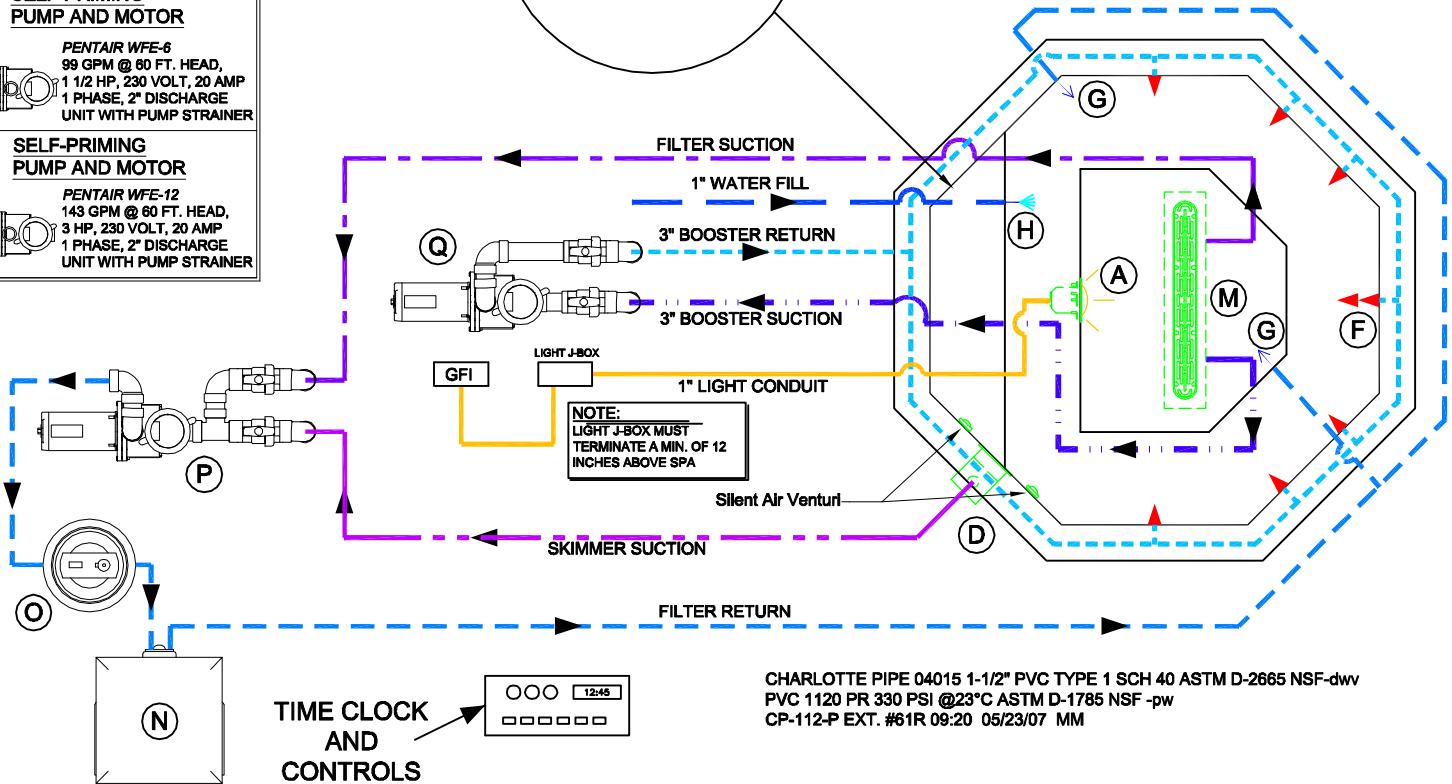 SELF-PRIMING
PUMP AND MOTOR
PENTAIR WFE-6
99 GPM @ 60 FT. HEAD,
1 1/2 HP, 230 VOLT, 20 AMP
1 PHASE, 2" DISCHARGE
UNIT WITH PUMP STRAINER
SELF-PRIMING
PUMP AND MOTOR
PENTAIR WFE-12
143 GPM @ 60 FT. HEAD,
3 HP, 230 VOLT, 20 AMP
1 PHASE, 2" DISCHARGE
UNIT WITH PUMP STRAINER
G
FILTER SUCTION
1" WATER FILL
H
Q
3" BOOSTER RETURN
A
M
3" BOOSTER SUCTION
G
F
LIGHT J-BOX
GFI
1" LIGHT CONDUIT
NOTE:
LIGHT J-BOX MUST
TERMINATE A MIN. OF 12
INCHES ABOVE SPA
P
Silent Air Venturi
D
SKIMMER SUCTION
O
FILTER RETURN
N
TIME CLOCK
AND
CONTROLS
12:45
CHARLOTTE PIPE 04015 1-1/2" PVC TYPE 1 SCH 40 ASTM D-2665 NSF-dwv
PVC 1120 PR 330 PSI @23°C ASTM D-1785 NSF -pw
CP-112-P EXT. #61R 09:20 05/23/07 MM